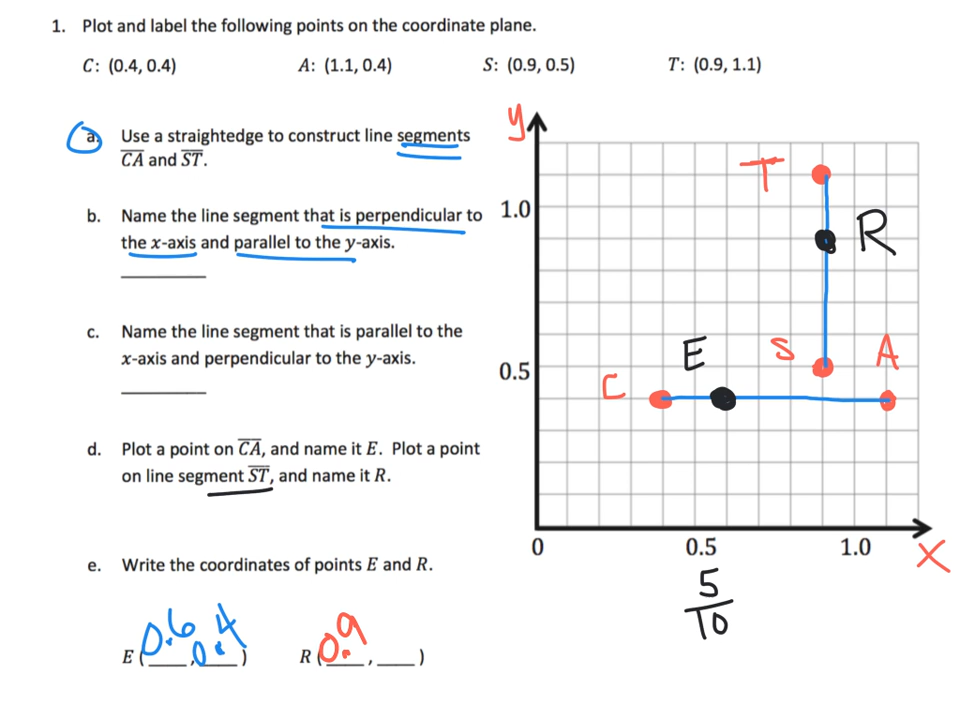 1. Plot and label the following points on the coordinate plane.
C: (0.4, 0.4) A: (1.1, 0.4) S: (0.9, 0.5) T: (0.9, 1.1)
a. Use a straightedge to construct line segments
C̅A̅ and S̅T̅.
b. Name the line segment that is perpendicular to
the x-axis and parallel to the y-axis.
c. Name the line segment that is parallel to the
x-axis and perpendicular to the y-axis.
d. Plot a point on C̅A̅, and name it E. Plot a point
on line segment S̅T̅, and name it R.
e. Write the coordinates of points E and R.
E (0.6, 0.4) R (0.9, ___)
y
T
1.0
R
E S A
0.5
C
0 0.5 1.0
X
5/10